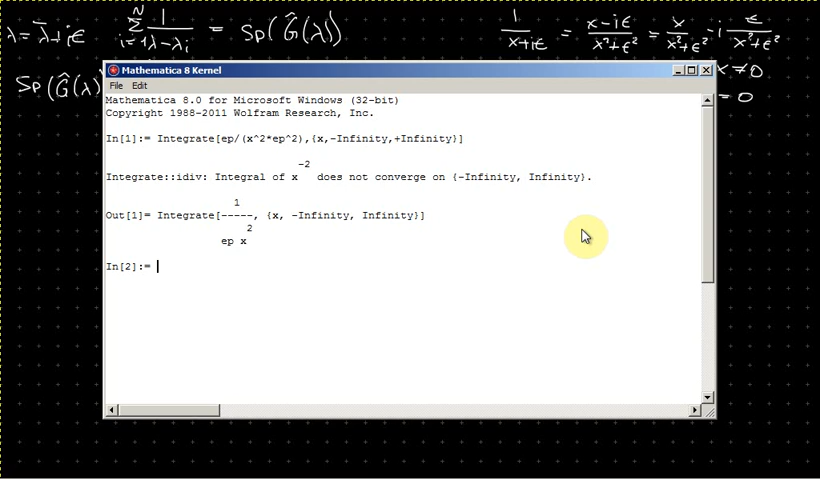 λ = λ̄ + iε   N Σ i=1 1/(λ-λi) = Sp(Ĝ(λ))   1/(x+iε) = (x-iε)/(x²+ε²) = x/(x²+ε²) - i ε/(x²+ε²)
x ≠ 0
Sp(Ĝ(λ)
= 0
Mathematica 8 Kernel
File Edit
Mathematica 8.0 for Microsoft Windows (32-bit)
Copyright 1988-2011 Wolfram Research, Inc.
In[1]:= Integrate[ep/(x^2*ep^2),{x,-Infinity,+Infinity}]
-2
Integrate::idiv: Integral of x does not converge on {-Infinity, Infinity}.
1
Out[1]= Integrate[-----, {x, -Infinity, Infinity}]
2
ep x
In[2]:=